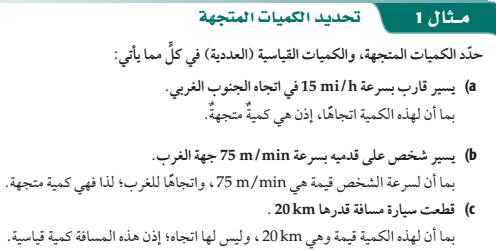 مثال 1 تحديد الكميات المتجهة
حدّد الكميات المتجهة، والكميات القياسية (العددية) في كلٍّ مما يأتي:
(a يسير قارب بسرعة 15 mi/h في اتجاه الجنوب الغربي.
بما أن لهذه الكمية اتجاهًا، إذن هي كميةٌ متجهةٌ.
(b يسير شخص على قدميه بسرعة 75 m/min جهة الغرب.
بما أن لسرعة الشخص قيمة هي 75 m/min، واتجاهًا للغرب؛ لذا فهي كمية متجهة.
(c قطعت سيارة مسافة قدرها 20 km .
بما أن لهذه الكمية قيمة وهي 20 km، وليس لها اتجاه؛ إذن هذه المسافة كمية قياسية.